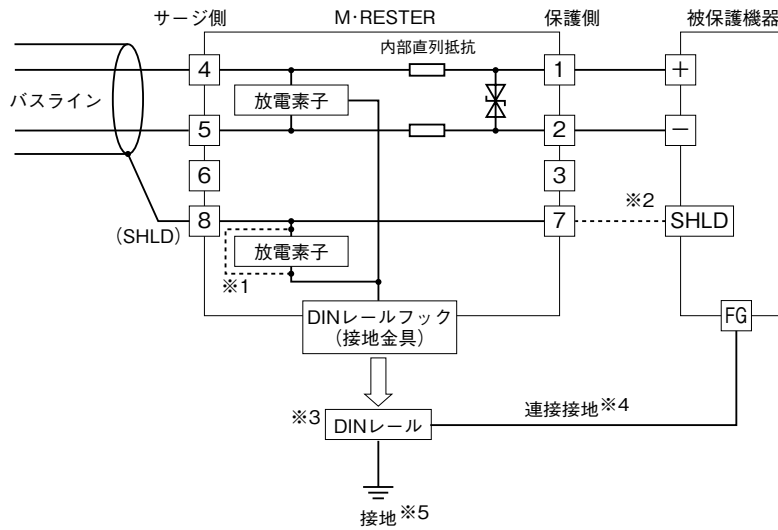 サージ側 M・RESTER 保護側 被保護機器
内部直列抵抗
4 1 +
バスライン 放電素子
5 2 −
6 3
※2
(SHLD) 8 7 SHLD
放電素子
※1
DINレールフック
(接地金具)
FG
連接接地※4
※3 DINレール
接地※5